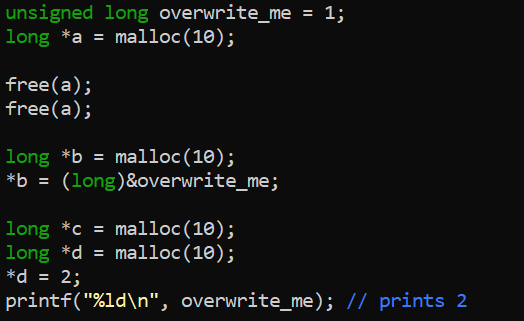 unsigned long overwrite_me = 1;
long *a = malloc(10);
free(a);
free(a);
long *b = malloc(10);
*b = (long)&overwrite_me;
long *c = malloc(10);
long *d = malloc(10);
*d = 2;
printf("%ld\n", overwrite_me); // prints 2